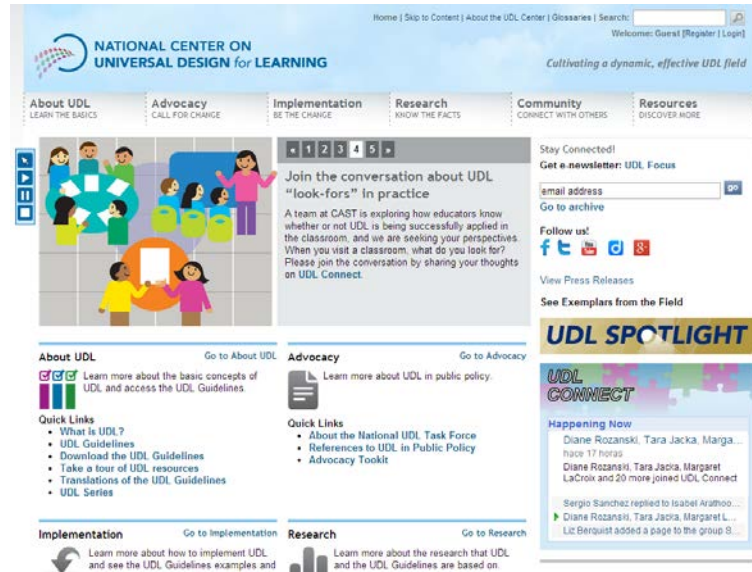 Home | Skip to Content | About the UDL Center | Glossaries | Search:
Welcome: Guest [Register | Login]
NATIONAL CENTER ON
UNIVERSAL DESIGN for LEARNING
Cultivating a dynamic, effective UDL field
About UDL
LEARN THE BASICS
Advocacy
CALL FOR CHANGE
Implementation
BE THE CHANGE
Research
KNOW THE FACTS
Community
CONNECT WITH OTHERS
Resources
DISCOVER MORE
« 1 2 3 4 5 »
Join the conversation about UDL
"look-fors" in practice
A team at CAST is exploring how educators know
whether or not UDL is being successfully applied in
the classroom, and we are seeking your perspectives.
When you visit a classroom, what do you look for?
Please join the conversation by sharing your thoughts
on UDL Connect.
Stay Connected!
Get e-newsletter: UDL Focus
email address
go
Go to archive
Follow us!
f t You Tube d g
View Press Releases
See Exemplars from the Field
UDL SPOTLIGHT
About UDL
Go to About UDL
Learn more about the basic concepts of
UDL and access the UDL Guidelines.
Quick Links
• What is UDL?
• UDL Guidelines
• Download the UDL Guidelines
• Take a tour of UDL resources
• Translations of the UDL Guidelines
• UDL Series
Advocacy
Go to Advocacy
Learn more about UDL in public policy.
Quick Links
• About the National UDL Task Force
• References to UDL in Public Policy
• Advocacy Tookit
UDL
CONNECT
Happening Now
Diane Rozanski, Tara Jacka, Marga...
hace 17 horas
Diane Rozanski, Tara Jacka, Margaret
LaCroix and 20 more joined UDL Connect
Sergio Sanchez replied to Isabel Arathoo...
Diane Rozanski, Tara Jacka, Margaret L...
Liz Berquist added a page to the group S...
Implementation
Go to Implementation
Learn more about how to implement UDL
and see the UDL Guidelines examples and
Research
Go to Research
Learn more about the research that UDL
and the UDL Guidelines are based on.